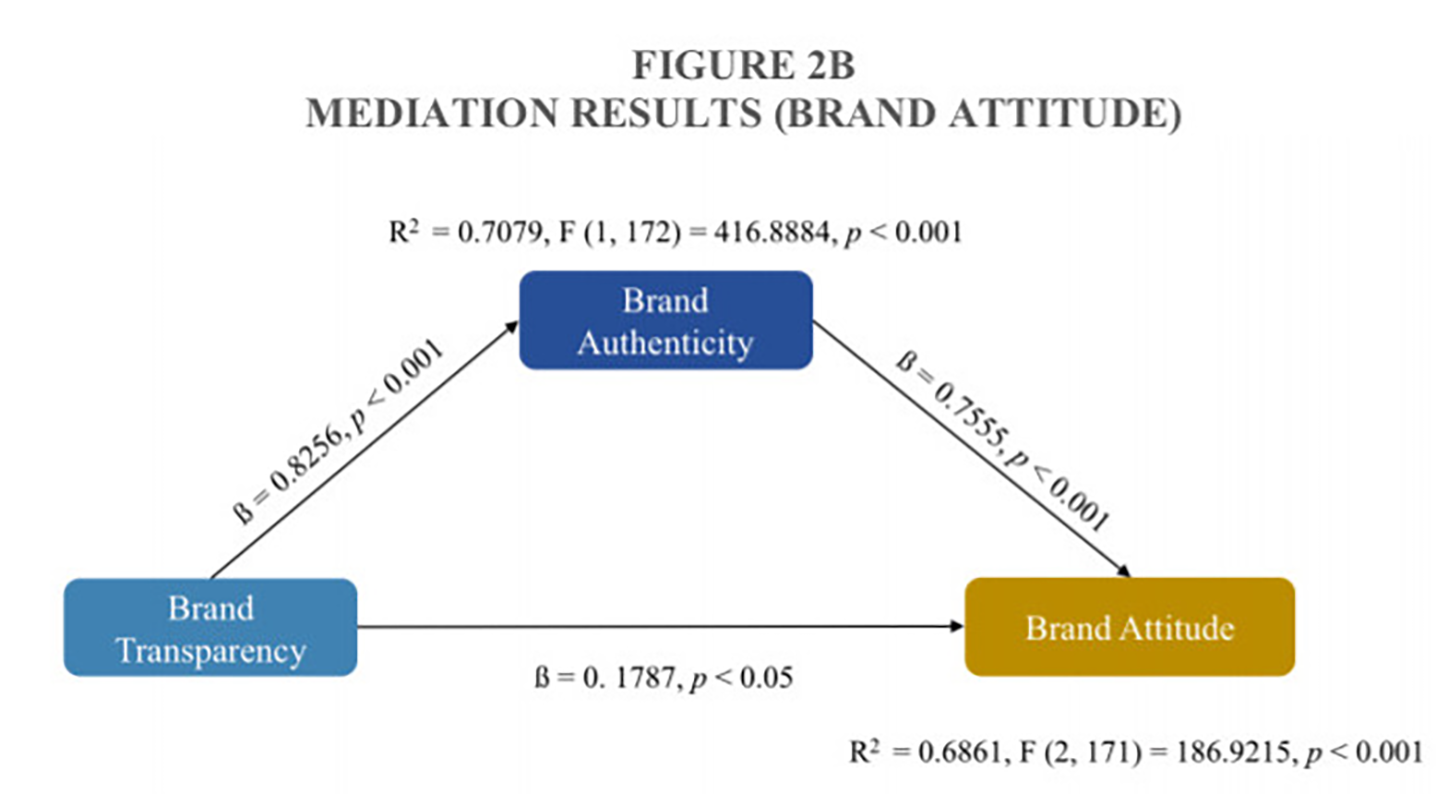 FIGURE 2B
MEDIATION RESULTS (BRAND ATTITUDE)
R² = 0.7079, F (1, 172) = 416.8884, p < 0.001
Brand
Authenticity
ß = 0.8256, p < 0.001
ß = 0.7555, p < 0.001
Brand
Transparency
Brand Attitude
ß = 0. 1787, p < 0.05
R² = 0.6861, F (2, 171) = 186.9215, p < 0.001